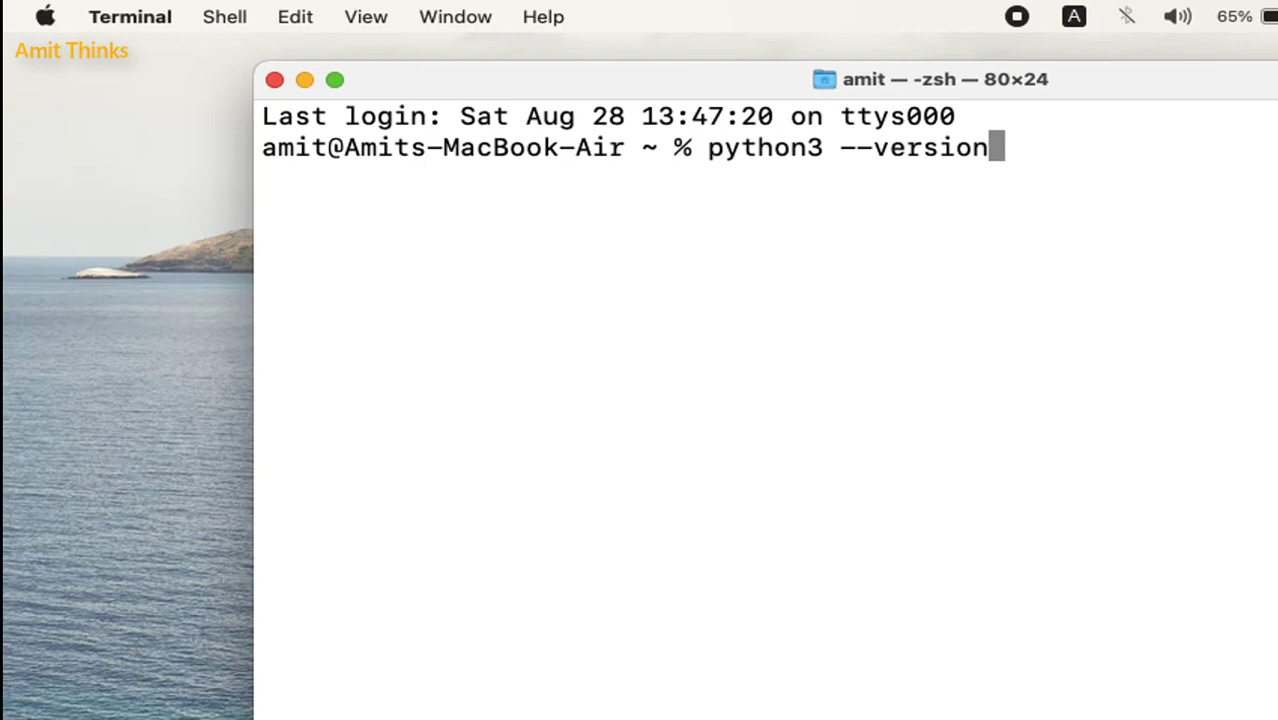 Terminal Shell Edit View Window Help A 65%
Amit Thinks
amit — -zsh — 80×24
Last login: Sat Aug 28 13:47:20 on ttys000
amit@Amits-MacBook-Air ~ % python3 --version